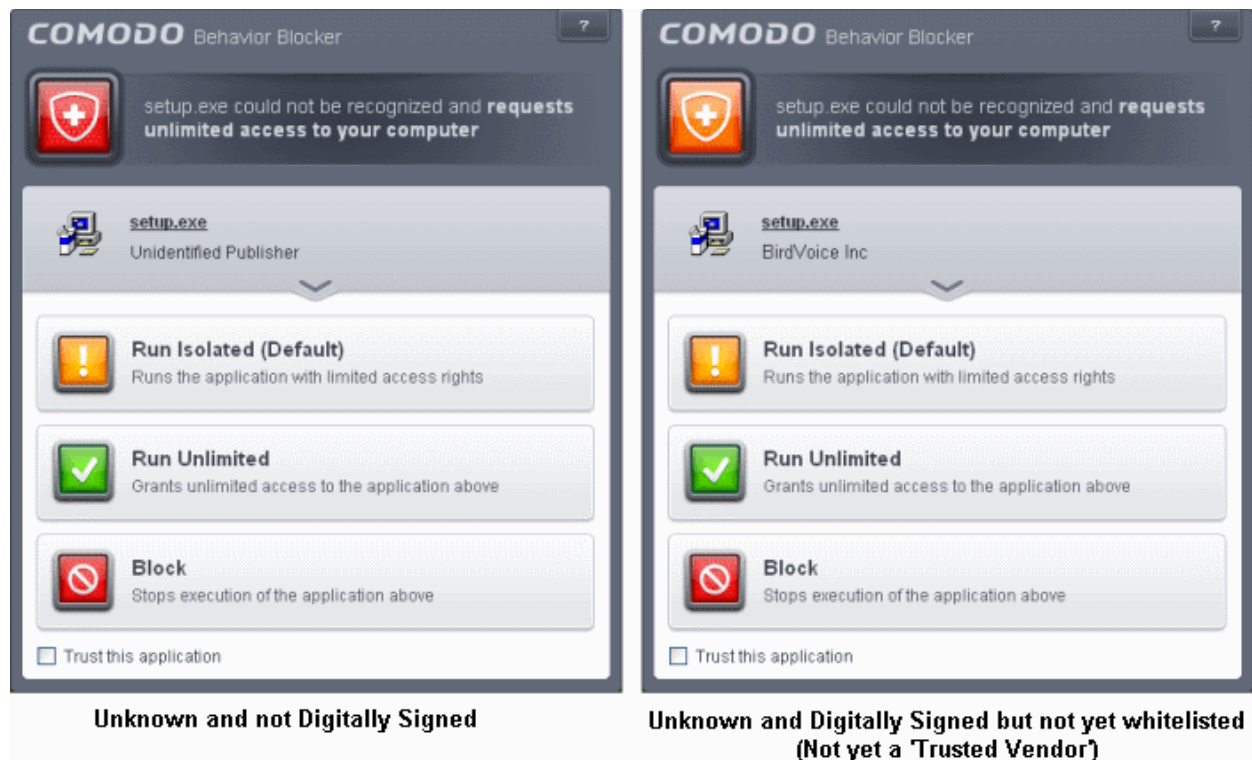 COMODO Behavior Blocker
?
setup.exe could not be recognized and requests
unlimited access to your computer
setup.exe
Unidentified Publisher
Run Isolated (Default)
Runs the application with limited access rights
Run Unlimited
Grants unlimited access to the application above
Block
Stops execution of the application above
Trust this application
Unknown and not Digitally Signed
COMODO Behavior Blocker
?
setup.exe could not be recognized and requests
unlimited access to your computer
setup.exe
BirdVoice Inc
Run Isolated (Default)
Runs the application with limited access rights
Run Unlimited
Grants unlimited access to the application above
Block
Stops execution of the application above
Trust this application
Unknown and Digitally Signed but not yet whitelisted
(Not yet a 'Trusted Vendor')